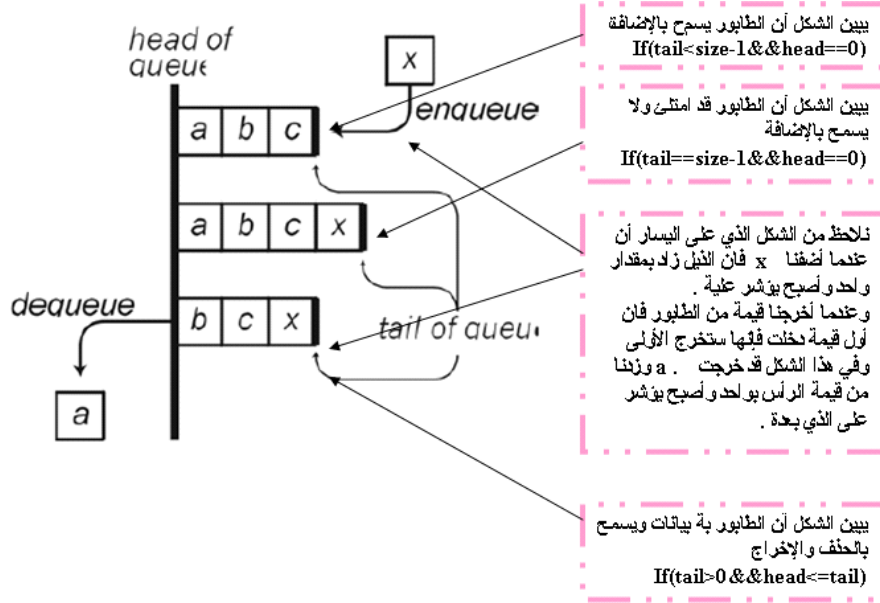 head of
queue
x
enqueue
a b c
a b c x
dequeue
b c x
tail of queu
a
يبين الشكل أن الطابور يسمح بالإضافة
If(tail<size-1&&head==0)
يبين الشكل أن الطابور قد امتلئ ولا
يسمح بالإضافة
If(tail==size-1&&head==0)
نلاحظ من الشكل الذي على اليسار أن
عندما أضفنا x فان الذيل زاد بمقدار
واحد وأصبح يؤشر علية .
وعندما أخرجنا قيمة من الطابور فان
أول قيمة دخلت فإنها ستخرج الأولى
وفي هذا الشكل قد خرجت a . وزدنا
من قيمة الرأس بواحد وأصبح يؤشر
على الذي بعدة .
يبين الشكل أن الطابور بة بيانات ويسمح
بالحذف والإخراج
If(tail>0&&head<=tail)